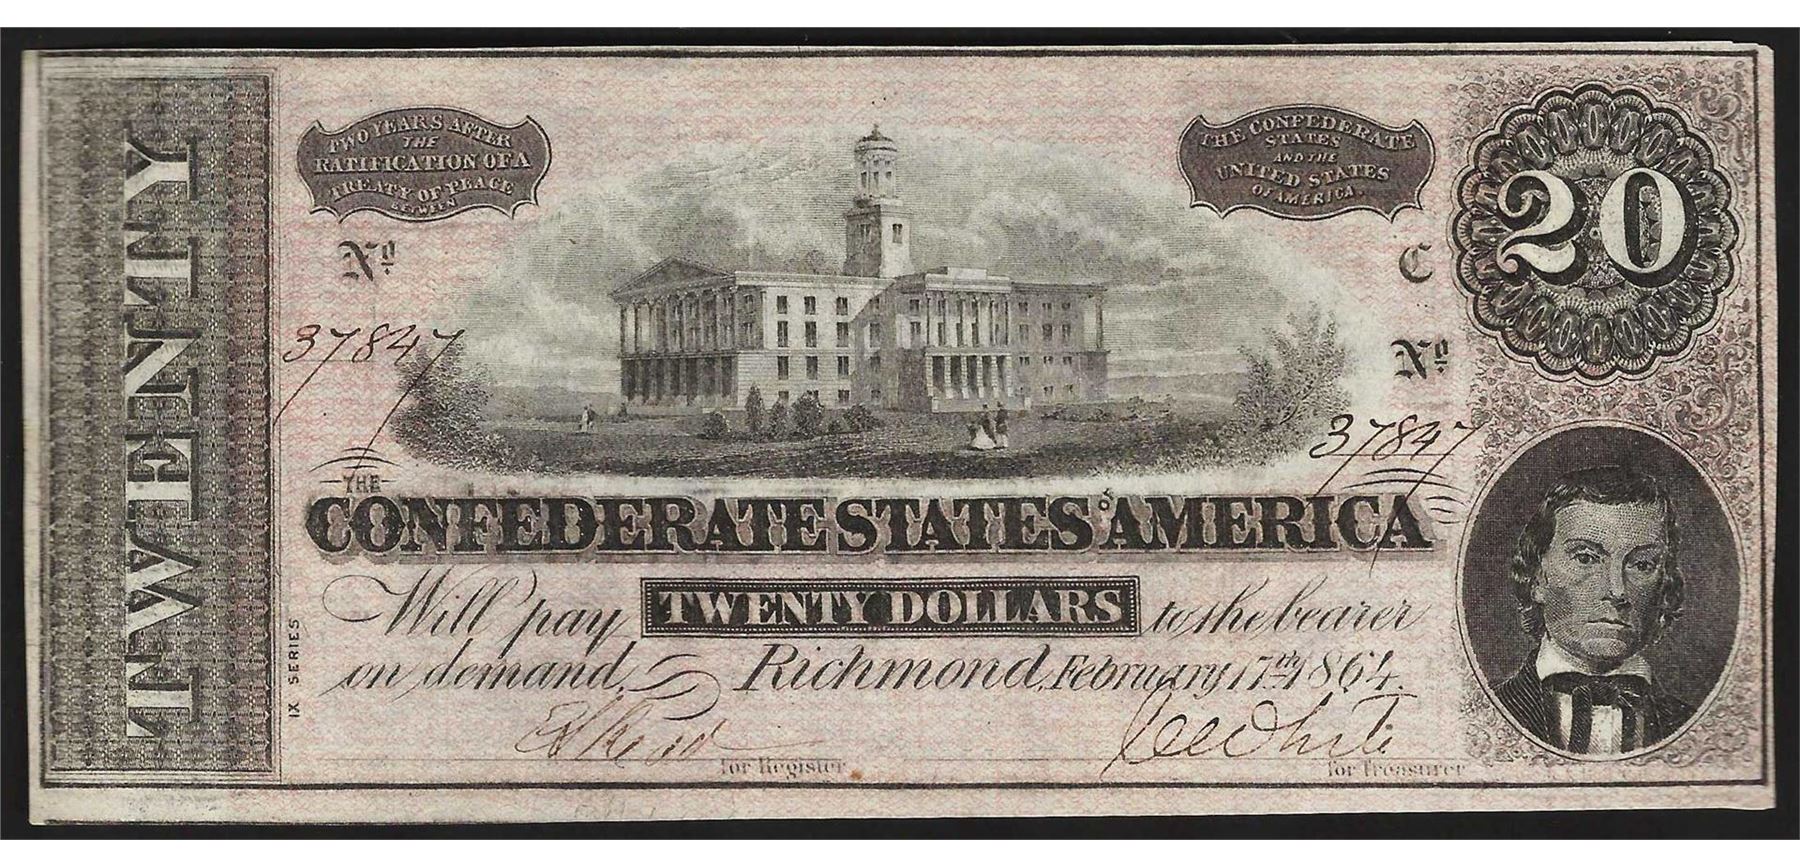 TWENTY
TWO YEARS AFTER
THE
RATIFICATION OF A
TREATY OF PEACE
BETWEEN
THE CONFEDERATE
STATES
AND THE
UNITED STATES
OF AMERICA.
20
Nº
C
37847
Nº
37847
THE
CONFEDERATE STATES OF AMERICA
Will pay TWENTY DOLLARS to the bearer
on demand, Richmond, February 17th 1864
IX SERIES
for Register
for Treasurer